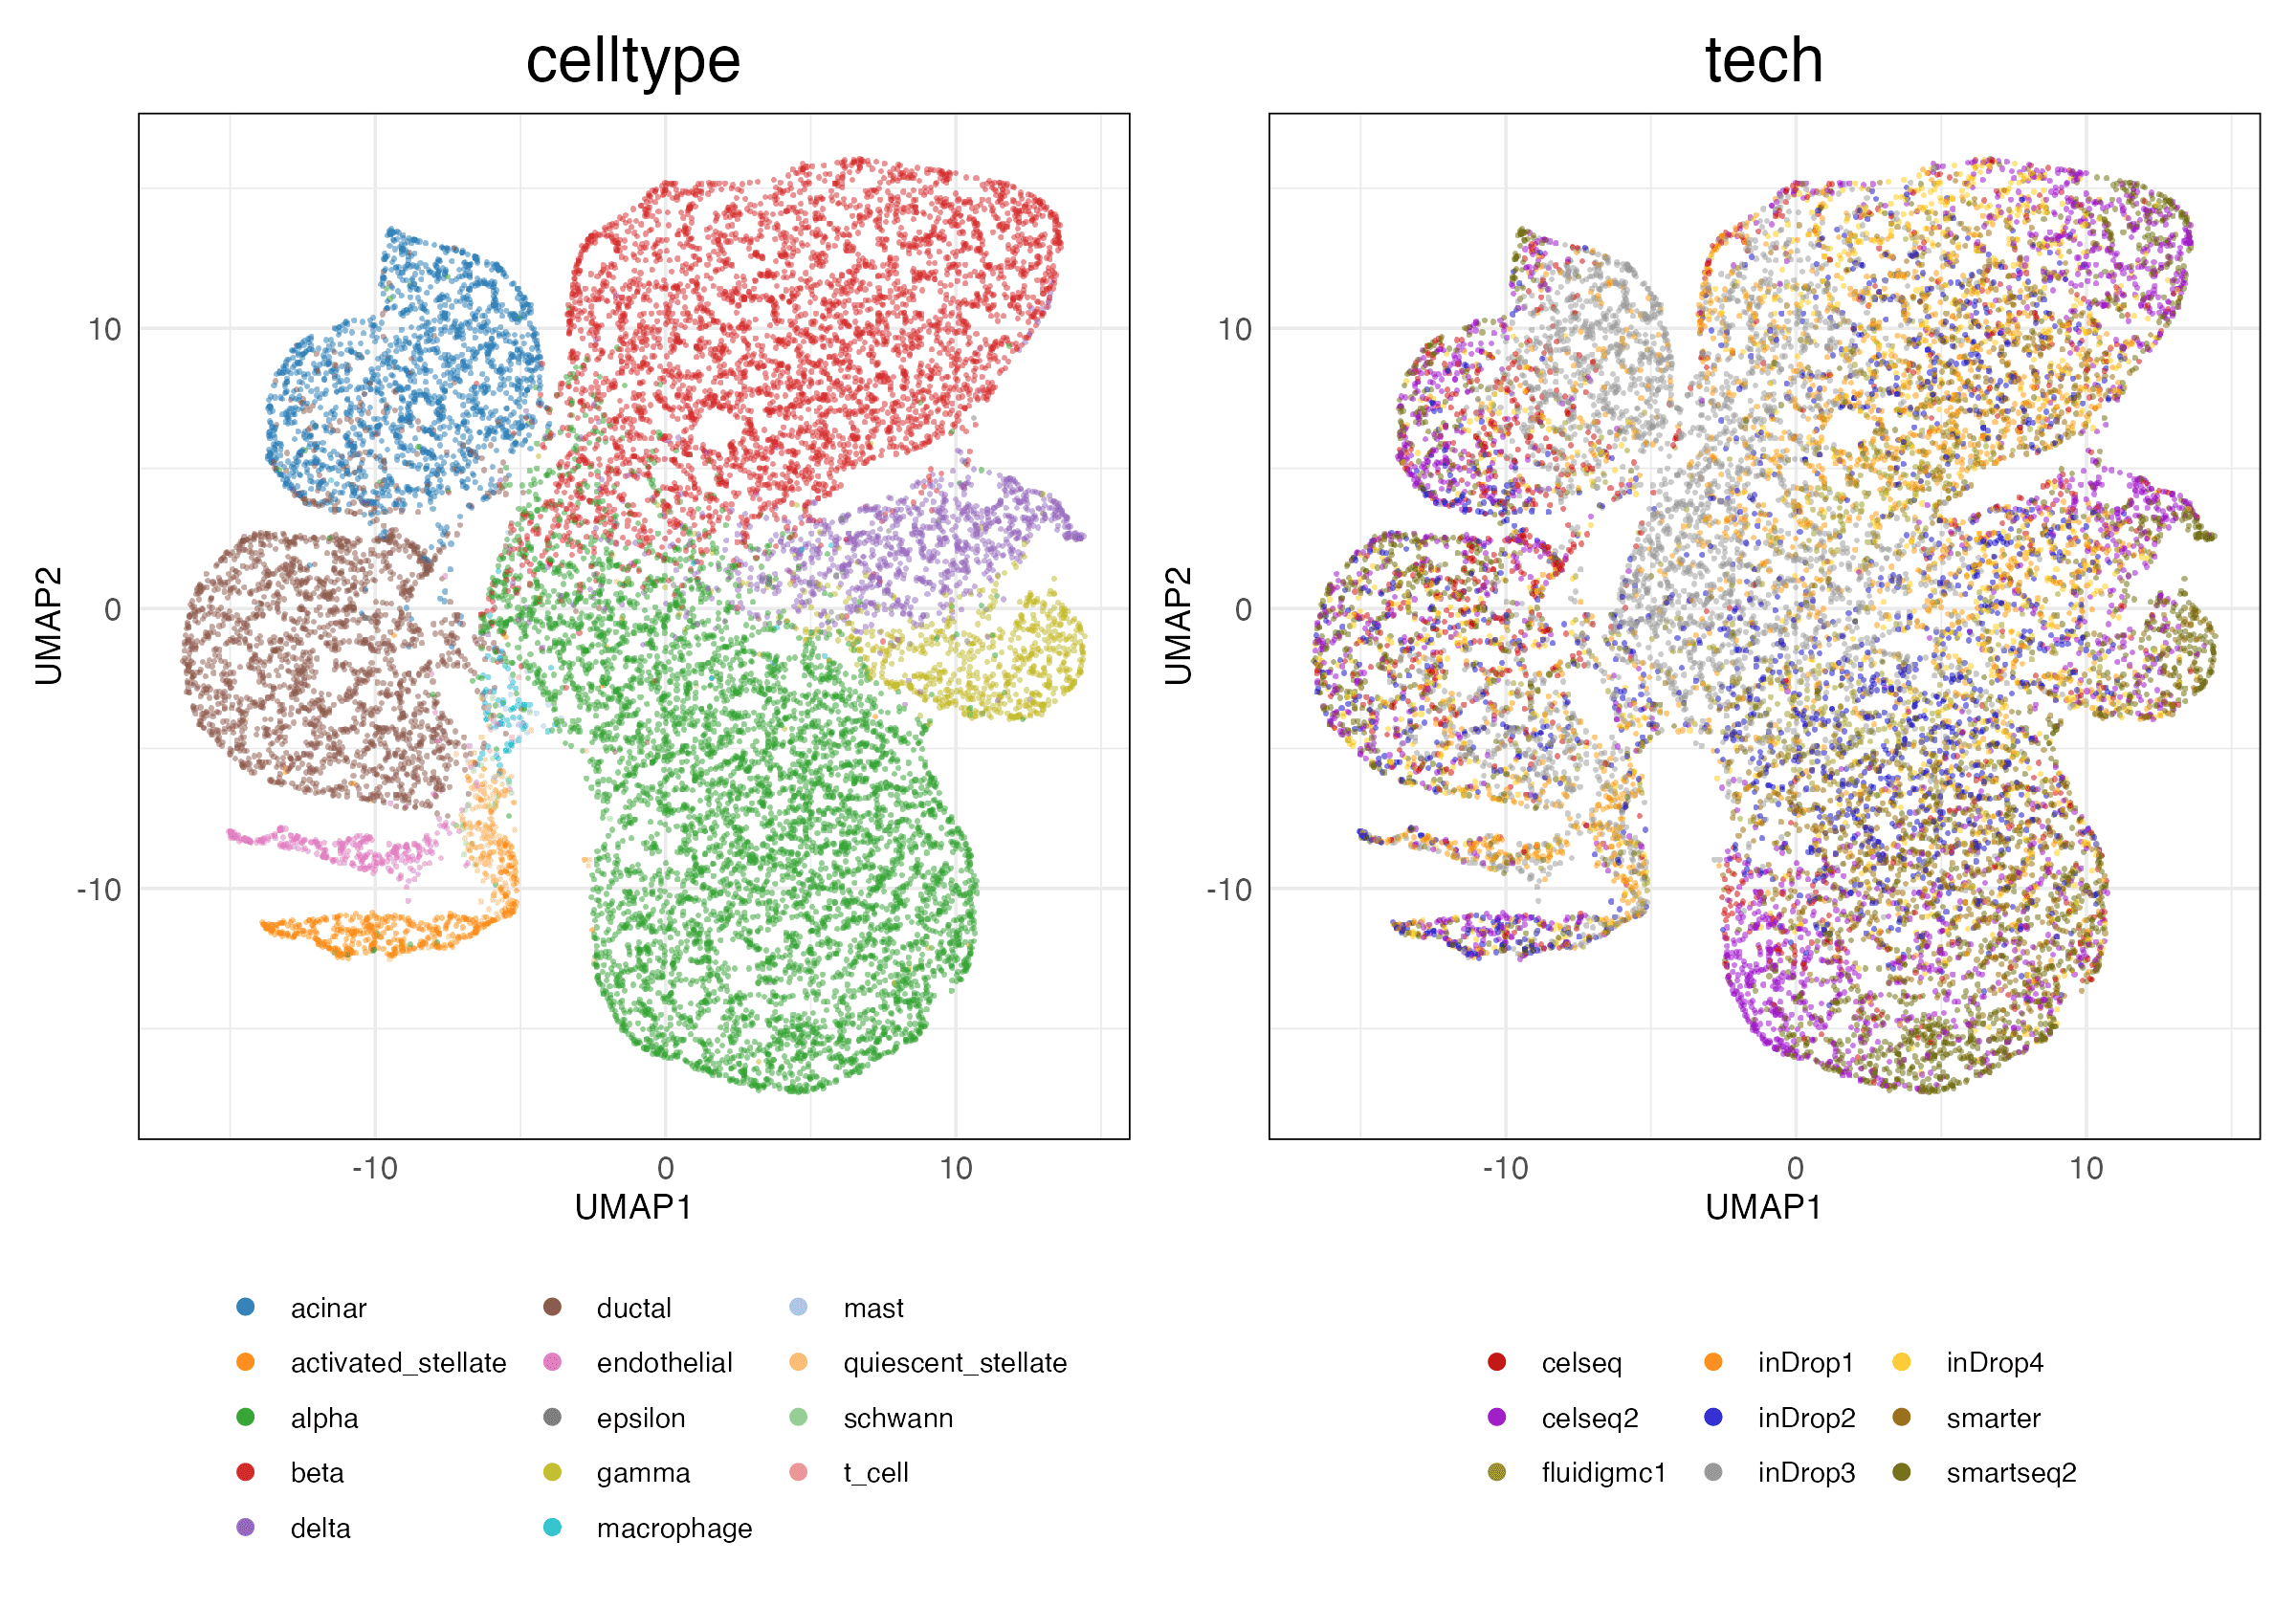 celltype
tech
UMAP2
10
0
-10
-10
0
10
UMAP1
UMAP2
10
0
-10
-10
0
10
UMAP1
acinar
activated_stellate
alpha
beta
delta
ductal
endothelial
epsilon
gamma
macrophage
mast
quiescent_stellate
schwann
t_cell
celseq
celseq2
fluidigmc1
inDrop1
inDrop2
inDrop3
inDrop4
smarter
smartseq2